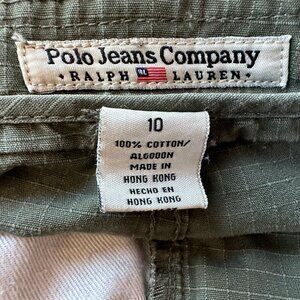 Polo Jeans Company
• RALPH LAUREN •
10
100% COTTON/
ALGODON
MADE IN
HONG KONG
HECHO EN
HONG KONG